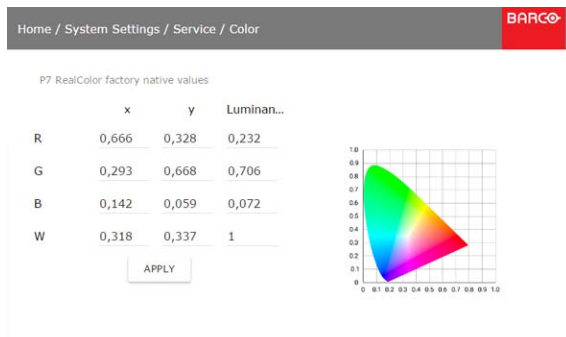 Home / System Settings / Service / Color
BARCO
P7 RealColor factory native values
x y Luminan...
R 0,666 0,328 0,232
G 0,293 0,668 0,706
B 0,142 0,059 0,072
W 0,318 0,337 1
APPLY
1.0
0.9
0.8
0.7
0.6
0.5
0.4
0.3
0.2
0.1
0
0 0.1 0.2 0.3 0.4 0.5 0.6 0.7 0.8 0.9 1.0